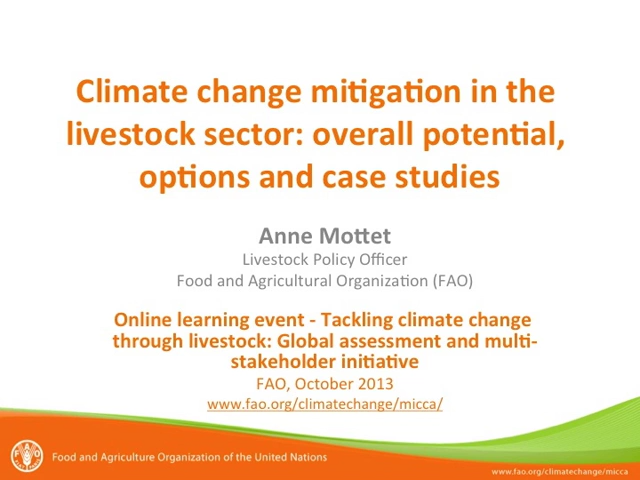 Climate change mitigation in the
livestock sector: overall potential,
options and case studies
Anne Mottet
Livestock Policy Officer
Food and Agricultural Organization (FAO)
Online learning event - Tackling climate change
through livestock: Global assessment and multi-
stakeholder initiative
FAO, October 2013
www.fao.org/climatechange/micca/
Food and Agriculture Organization of the United Nations
www.fao.org/climatechange/micca